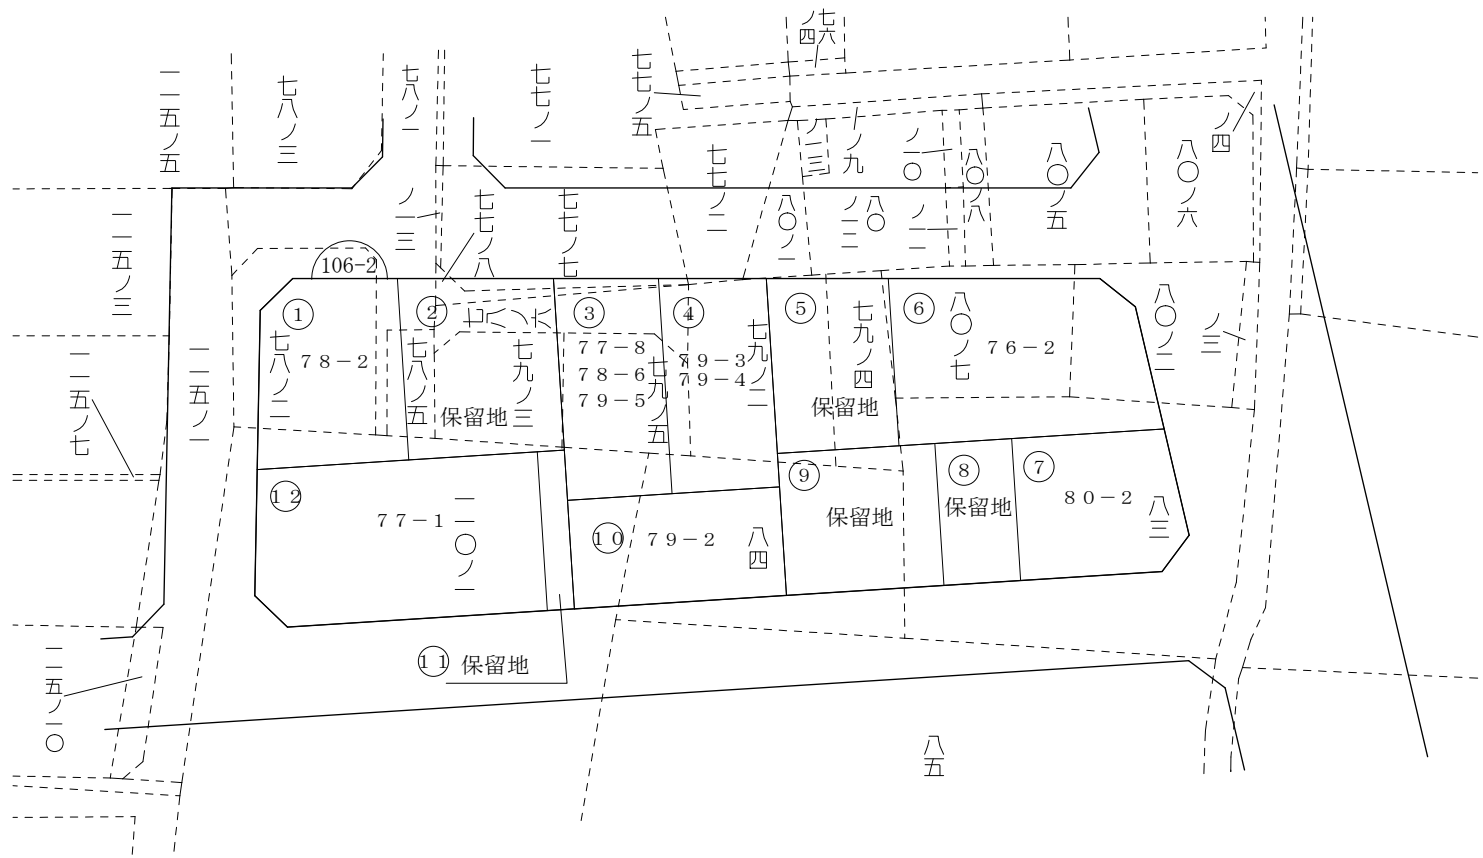 七六ノ四
一一五ノ五
七八ノ三
七八ノ一
七七ノ一
七七ノ五
ノ四
ノ一三
ノ九
ノ一〇
八〇ノ八
八〇ノ五
八〇ノ六
七七ノ二
一一五ノ三
ノ一三
七七ノ八
七七ノ七
八〇ノ一
ノ一二
八〇
ノ一一
106-2
①
②
七八ノ六
③
④
⑤
⑥
八〇ノ七
八〇ノ二
ノ三
一一五ノ七
一一五ノ一
七八ノ二
78-2
七八ノ五
保留地
七九ノ三
77-8
78-6
79-5
七九ノ五
79-3
79-4
七九ノ二
七九ノ四
保留地
76-2
⑫
77-1
一一〇ノ一
⑩
79-2
八四
⑨
保留地
⑧
保留地
⑦
80-2
八三
⑪ 保留地
一一五ノ一〇
八五